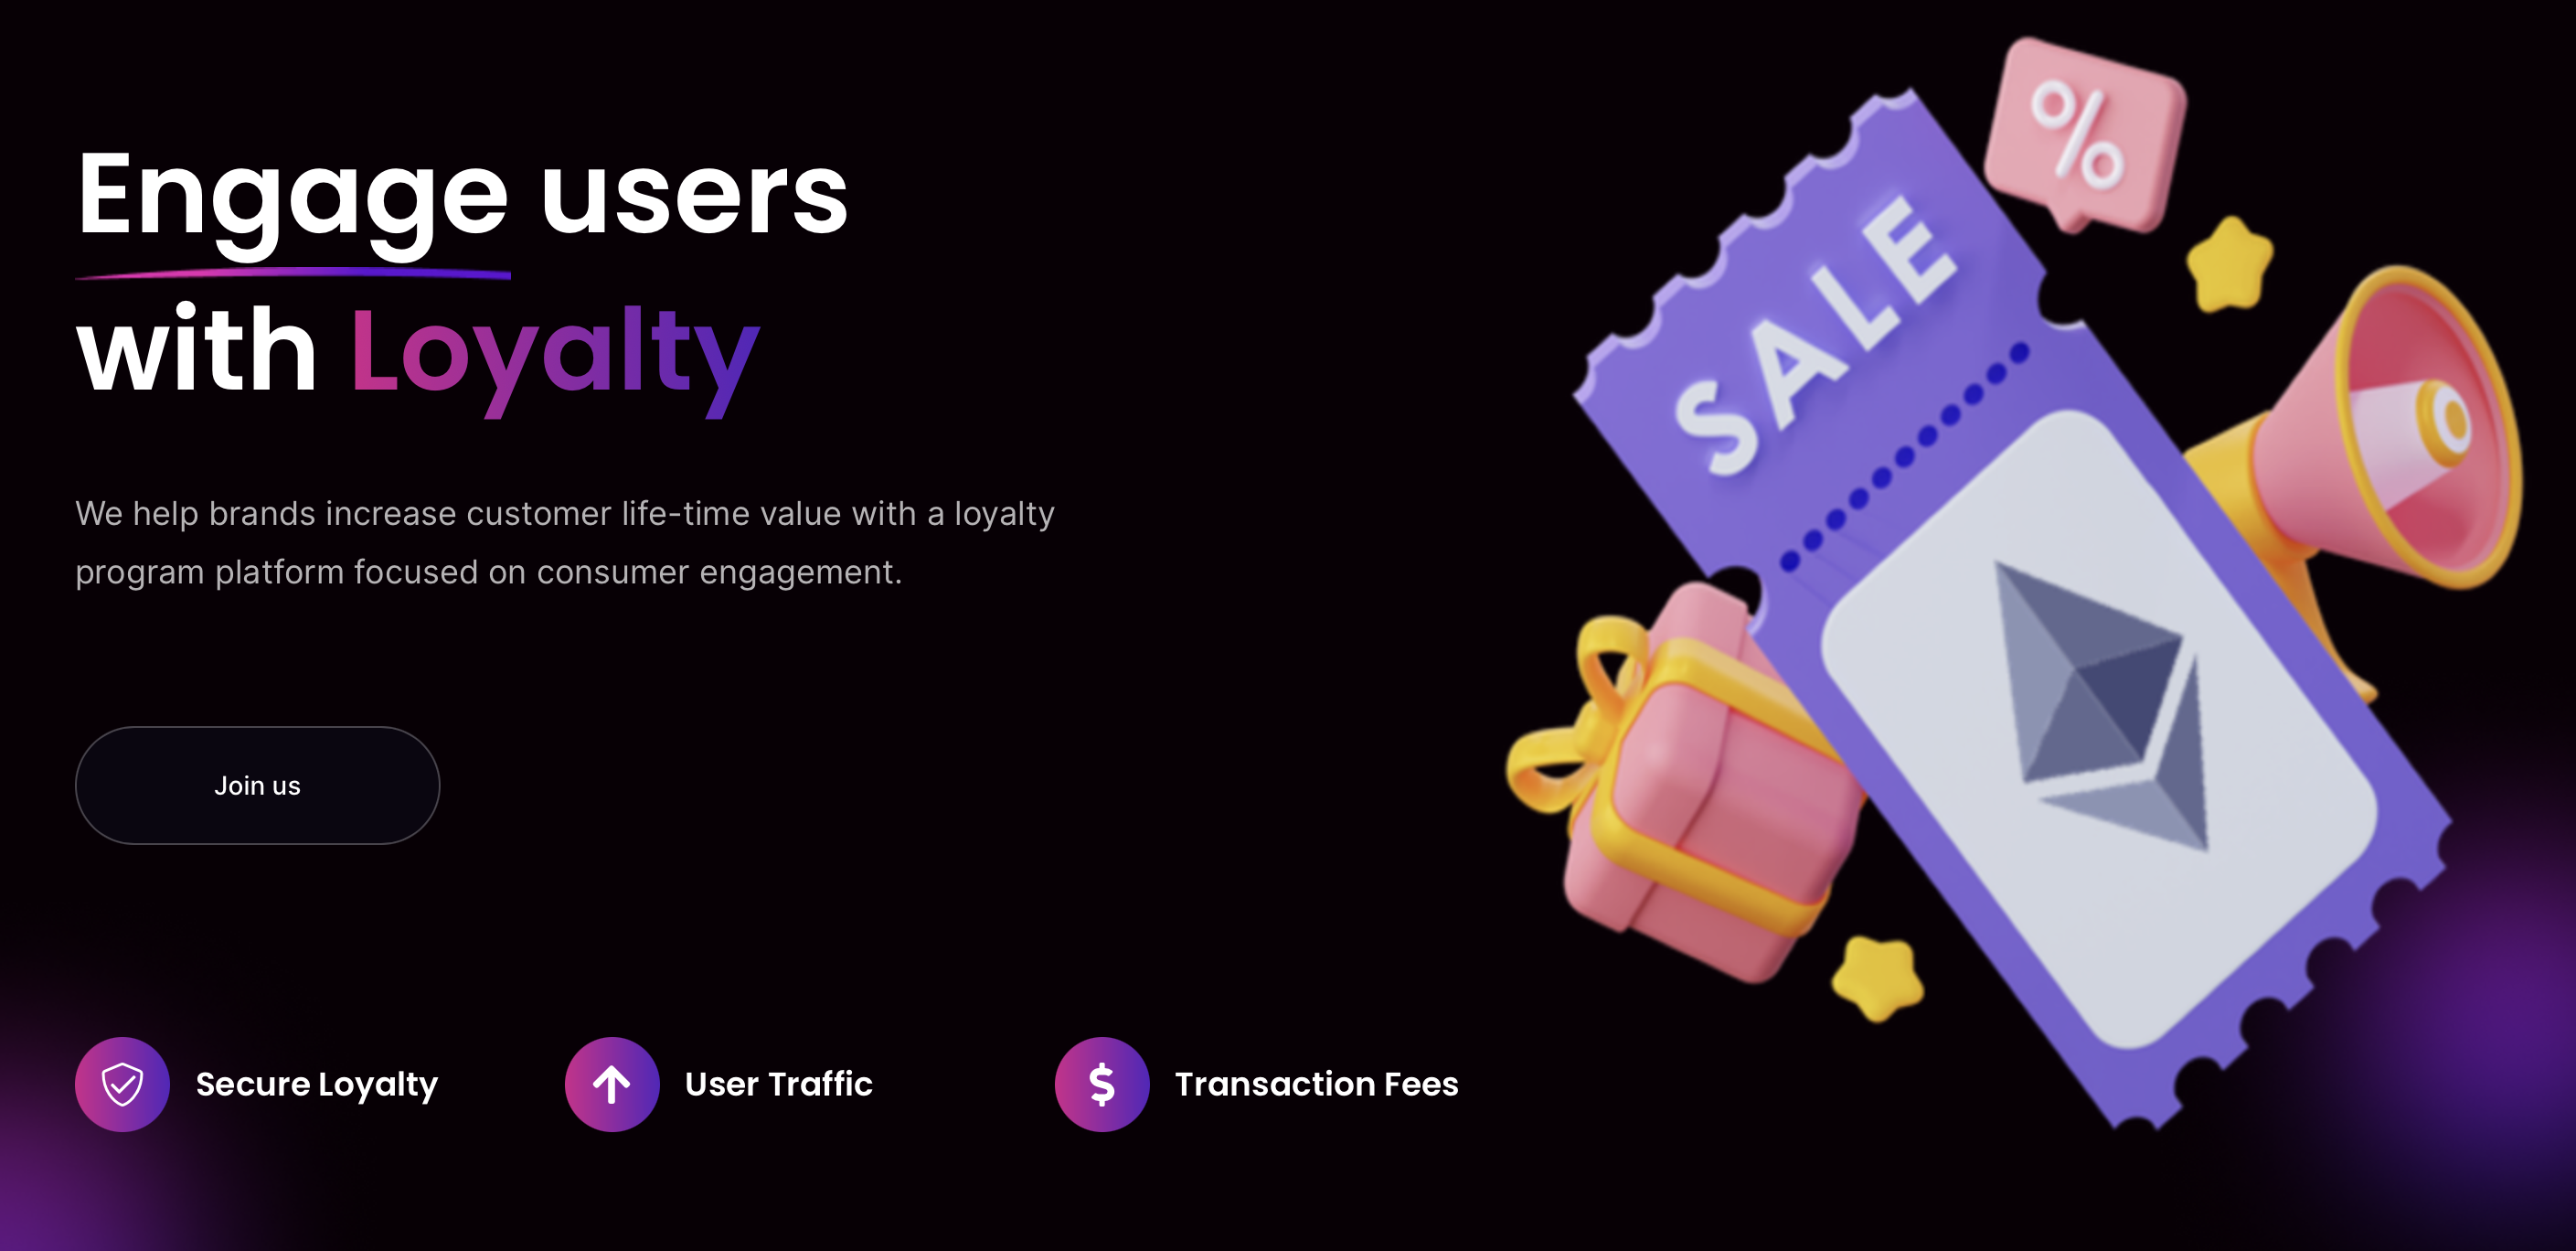 Engage users
with Loyalty
We help brands increase customer life-time value with a loyalty
program platform focused on consumer engagement.
Join us
Secure Loyalty
User Traffic
Transaction Fees
SALE
%